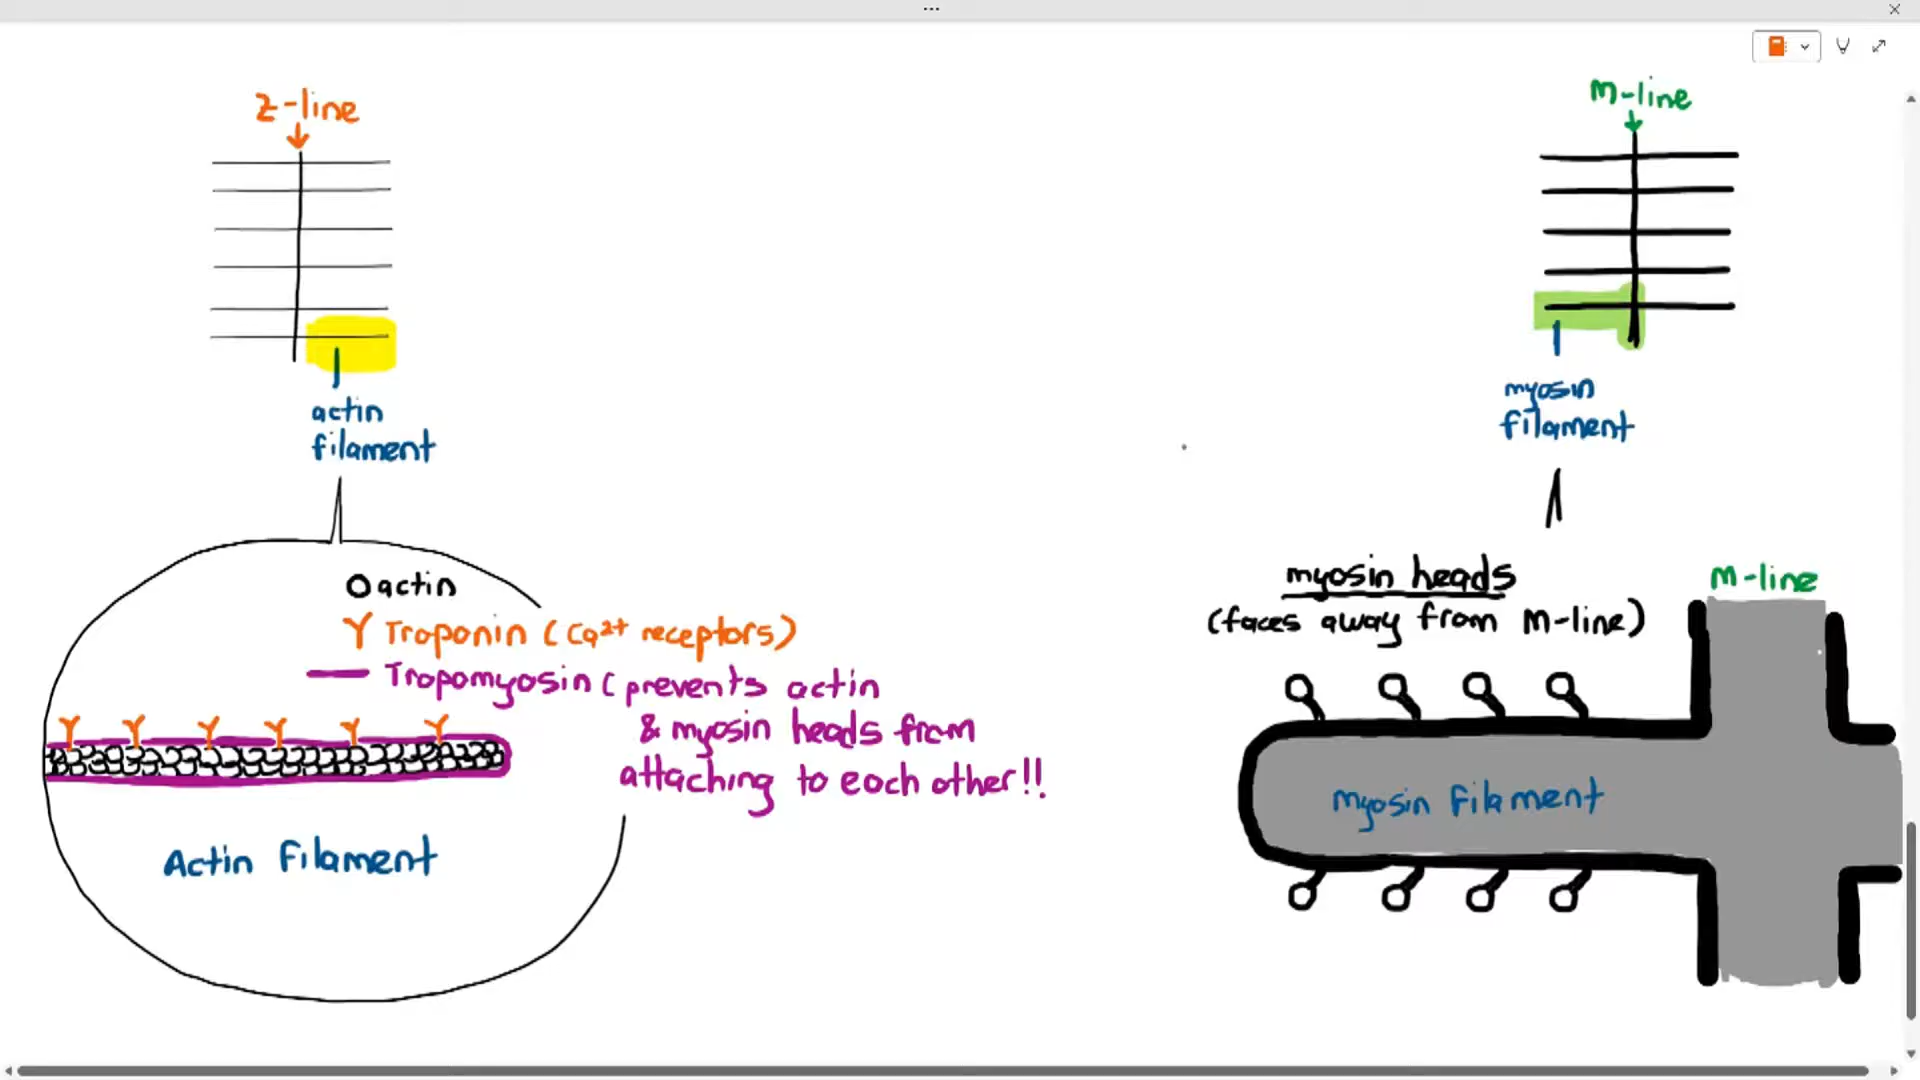 Z-line
actin
filament
O actin
Y Troponin (Ca²⁺ receptors)
— Tropomyosin (prevents actin
& myosin heads from
attaching to each other!!
Actin Filament
M-line
myosin
filament
myosin heads
(faces away from M-line)
M-line
myosin filament